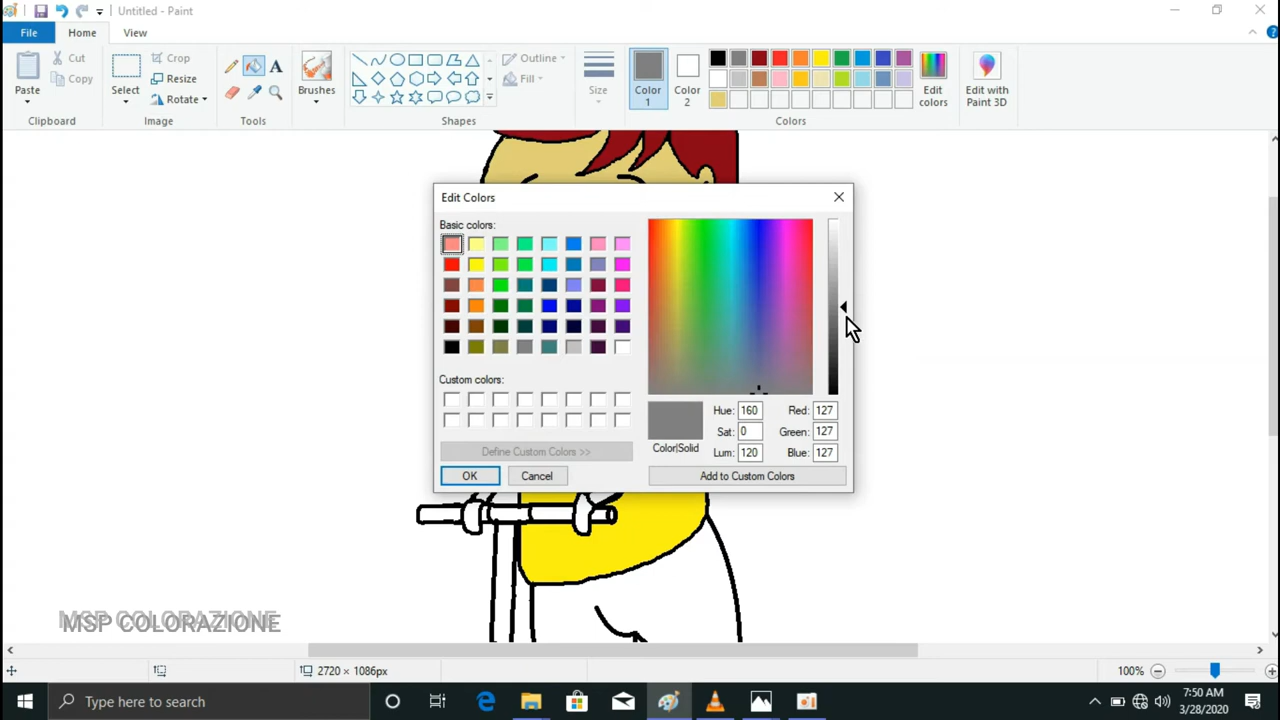 Untitled - Paint
File Home View
Paste
Cut
Copy
Clipboard
Select
Crop
Resize
Rotate
Image
A
Tools
Brushes
Outline
Fill
Shapes
Size
Color 1
Color 2
Edit colors
Colors
Edit with Paint 3D
Edit Colors
Basic colors:
Custom colors:
Define Custom Colors >>
OK Cancel
Color|Solid
Hue: 160 Red: 127
Sat: 0 Green: 127
Lum: 120 Blue: 127
Add to Custom Colors
MSP COLORAZIONE
MSP COLORAZIONE
2720 × 1086px 100%
Type here to search
7:50 AM
3/28/2020